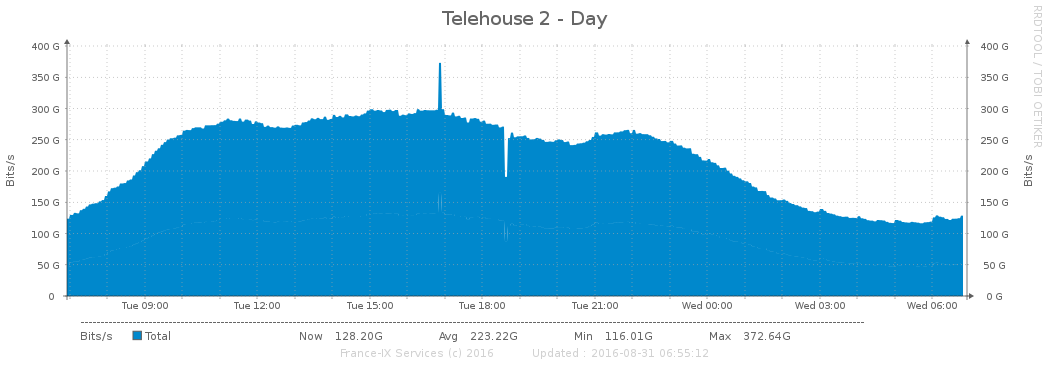 Telehouse 2 - Day
RRDTOOL / TOBI OETIKER
Bits/s
400 G 400 G
350 G 350 G
300 G 300 G
250 G 250 G
200 G 200 G
150 G 150 G
100 G 100 G
50 G 50 G
0 0 G
Bits/s
Tue 09:00 Tue 12:00 Tue 15:00 Tue 18:00 Tue 21:00 Wed 00:00 Wed 03:00 Wed 06:00
Bits/s Total Now 128.20G Avg 223.22G Min 116.01G Max 372.64G
France-IX Services (c) 2016 Updated : 2016-08-31 06:55:12